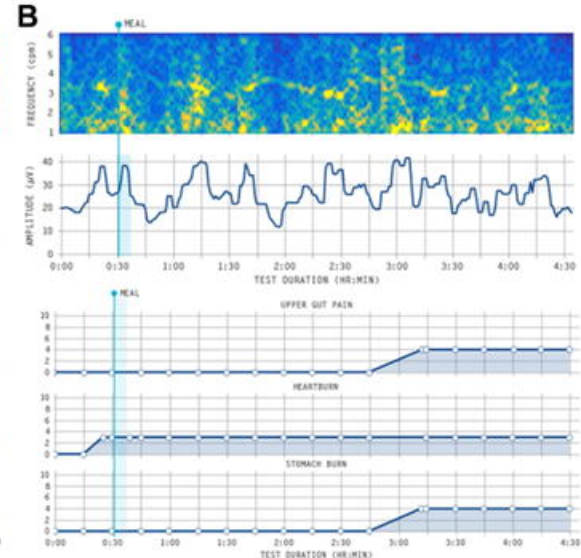 B
MEAL
FREQUENCY (cpm)
6
5
4
3
2
1
AMPLITUDE (μV)
40
30
20
10
0
0:00 0:30 1:00 1:30 2:00 2:30 3:00 3:30 4:00 4:30
TEST DURATION (HR:MIN)
MEAL
UPPER GUT PAIN
10
8
6
4
2
0
HEARTBURN
10
8
6
4
2
0
STOMACH BURN
10
8
6
4
2
0
0:00 0:30 1:00 1:30 2:00 2:30 3:00 3:30 4:00 4:30
TEST DURATION (HR:MIN)